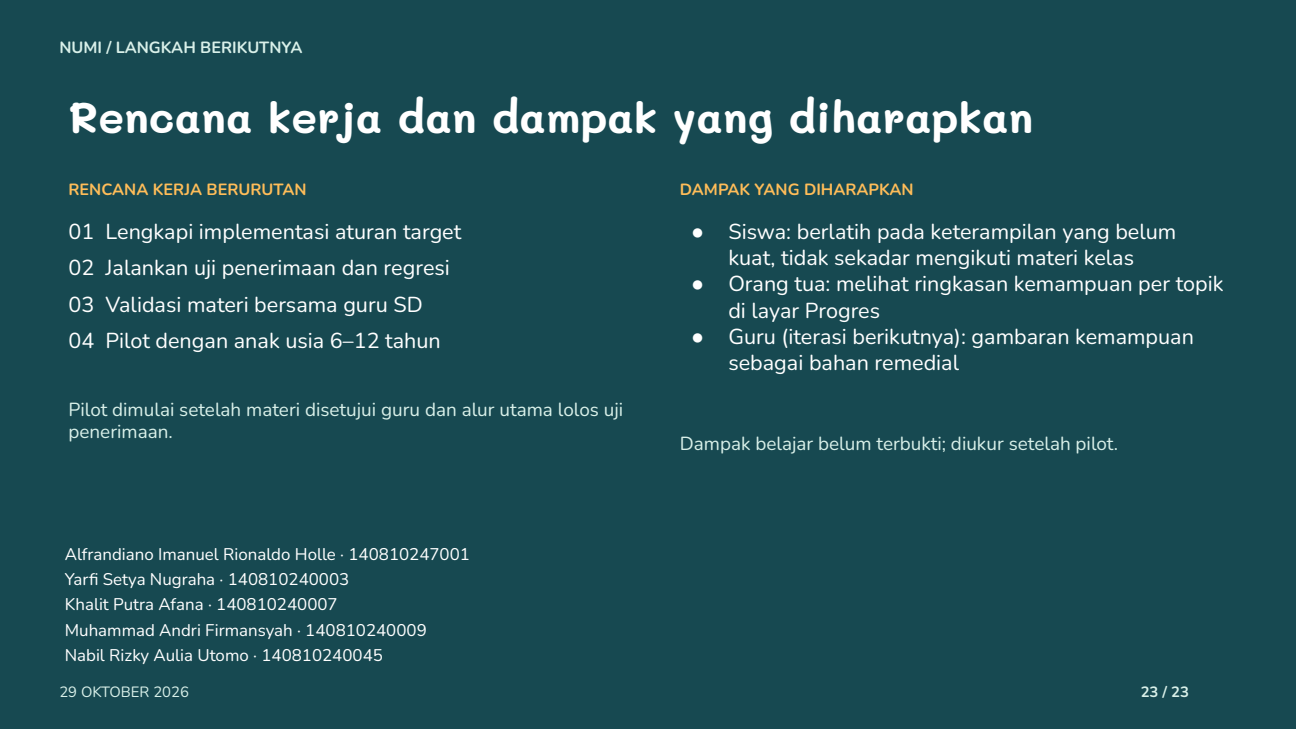 NUMI / LANGKAH BERIKUTNYA
Rencana kerja dan dampak yang diharapkan
RENCANA KERJA BERURUTAN
01 Lengkapi implementasi aturan target
02 Jalankan uji penerimaan dan regresi
03 Validasi materi bersama guru SD
04 Pilot dengan anak usia 6–12 tahun
Pilot dimulai setelah materi disetujui guru dan alur utama lolos uji
penerimaan.
DAMPAK YANG DIHARAPKAN
● Siswa: berlatih pada keterampilan yang belum
kuat, tidak sekadar mengikuti materi kelas
● Orang tua: melihat ringkasan kemampuan per topik
di layar Progres
● Guru (iterasi berikutnya): gambaran kemampuan
sebagai bahan remedial
Dampak belajar belum terbukti; diukur setelah pilot.
Alfrandiano Imanuel Rionaldo Holle · 140810247001
Yarfi Setya Nugraha · 140810240003
Khalit Putra Afana · 140810240007
Muhammad Andri Firmansyah · 140810240009
Nabil Rizky Aulia Utomo · 140810240045
29 OKTOBER 2026
23 / 23